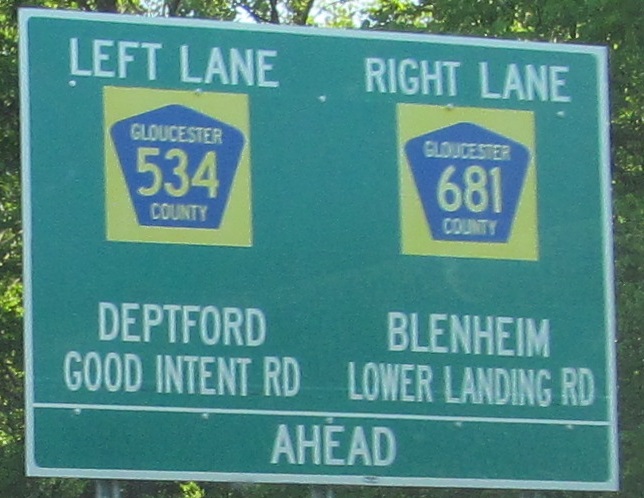 LEFT LANE
GLOUCESTER
534
COUNTY
DEPTFORD
GOOD INTENT RD
RIGHT LANE
GLOUCESTER
681
COUNTY
BLENHEIM
LOWER LANDING RD
AHEAD